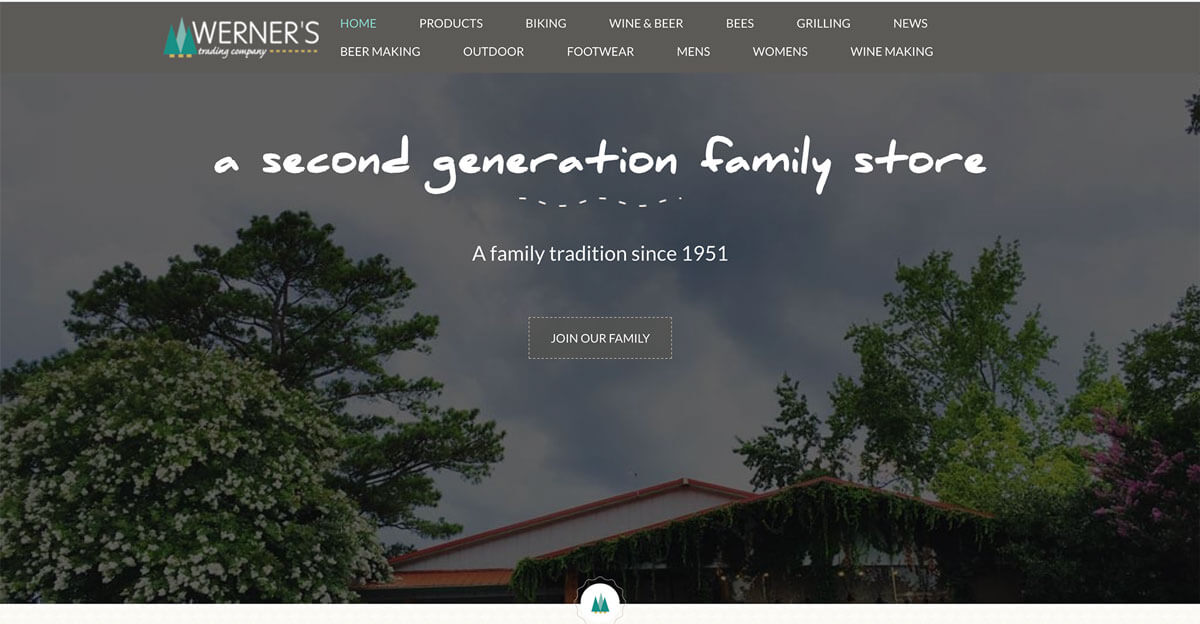 WERNER'S
trading company
HOME PRODUCTS BIKING WINE & BEER BEES GRILLING NEWS
BEER MAKING OUTDOOR FOOTWEAR MENS WOMENS WINE MAKING
a second generation family store
A family tradition since 1951
JOIN OUR FAMILY